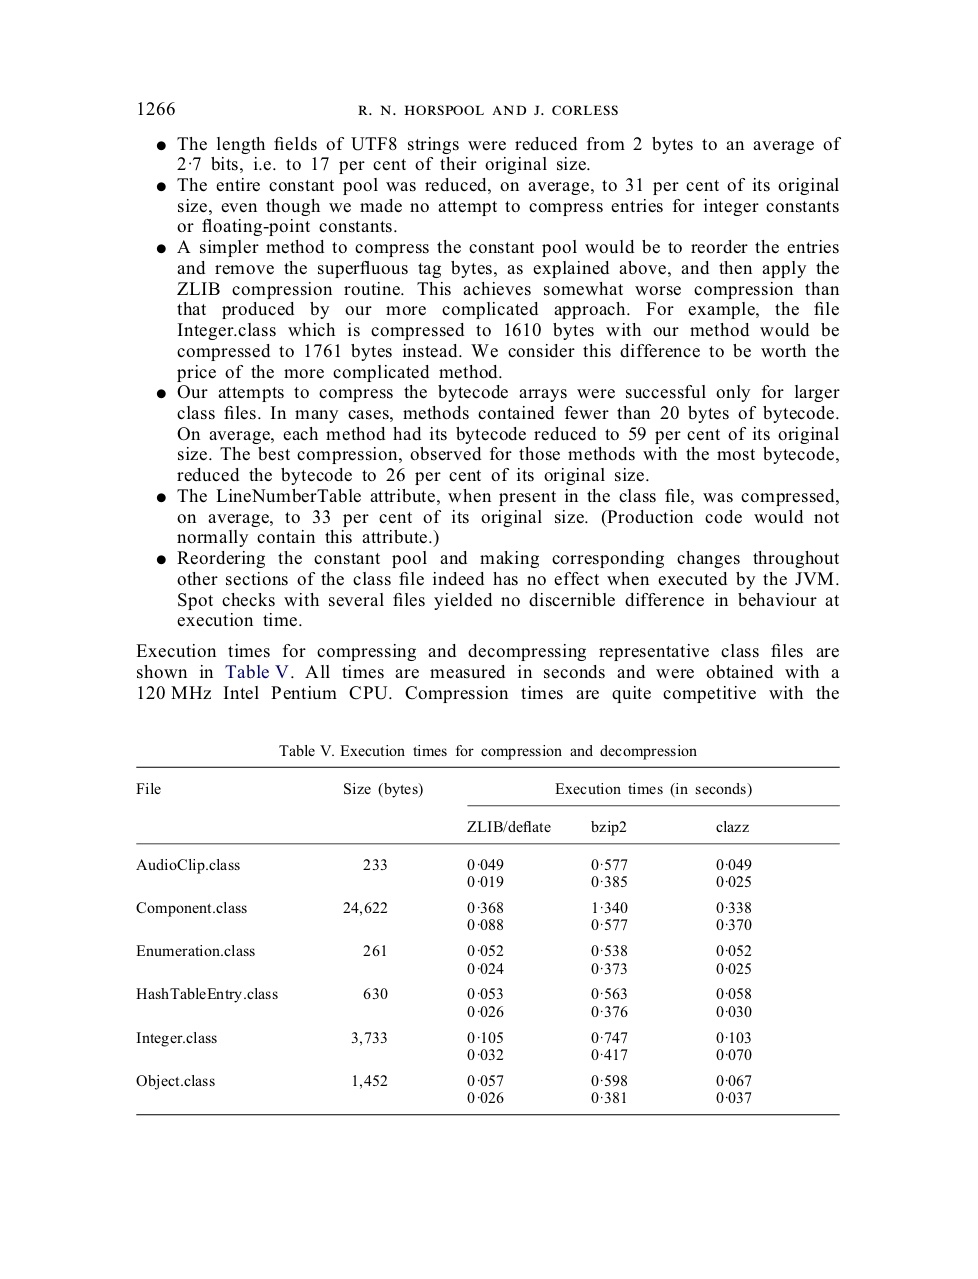 1266 R. N. HORSPOOL AND J. CORLESS
● The length fields of UTF8 strings were reduced from 2 bytes to an average of
2·7 bits, i.e. to 17 per cent of their original size.
● The entire constant pool was reduced, on average, to 31 per cent of its original
size, even though we made no attempt to compress entries for integer constants
or floating-point constants.
● A simpler method to compress the constant pool would be to reorder the entries
and remove the superfluous tag bytes, as explained above, and then apply the
ZLIB compression routine. This achieves somewhat worse compression than
that produced by our more complicated approach. For example, the file
Integer.class which is compressed to 1610 bytes with our method would be
compressed to 1761 bytes instead. We consider this difference to be worth the
price of the more complicated method.
● Our attempts to compress the bytecode arrays were successful only for larger
class files. In many cases, methods contained fewer than 20 bytes of bytecode.
On average, each method had its bytecode reduced to 59 per cent of its original
size. The best compression, observed for those methods with the most bytecode,
reduced the bytecode to 26 per cent of its original size.
● The LineNumberTable attribute, when present in the class file, was compressed,
on average, to 33 per cent of its original size. (Production code would not
normally contain this attribute.)
● Reordering the constant pool and making corresponding changes throughout
other sections of the class file indeed has no effect when executed by the JVM.
Spot checks with several files yielded no discernible difference in behaviour at
execution time.
Execution times for compressing and decompressing representative class files are
shown in Table V. All times are measured in seconds and were obtained with a
120 MHz Intel Pentium CPU. Compression times are quite competitive with the
Table V. Execution times for compression and decompression
File Size (bytes) Execution times (in seconds)
ZLIB/deflate bzip2 clazz
AudioClip.class 233 0·049 0·577 0·049
0·019 0·385 0·025
Component.class 24,622 0·368 1·340 0·338
0·088 0·577 0·370
Enumeration.class 261 0·052 0·538 0·052
0·024 0·373 0·025
HashTableEntry.class 630 0·053 0·563 0·058
0·026 0·376 0·030
Integer.class 3,733 0·105 0·747 0·103
0·032 0·417 0·070
Object.class 1,452 0·057 0·598 0·067
0·026 0·381 0·037